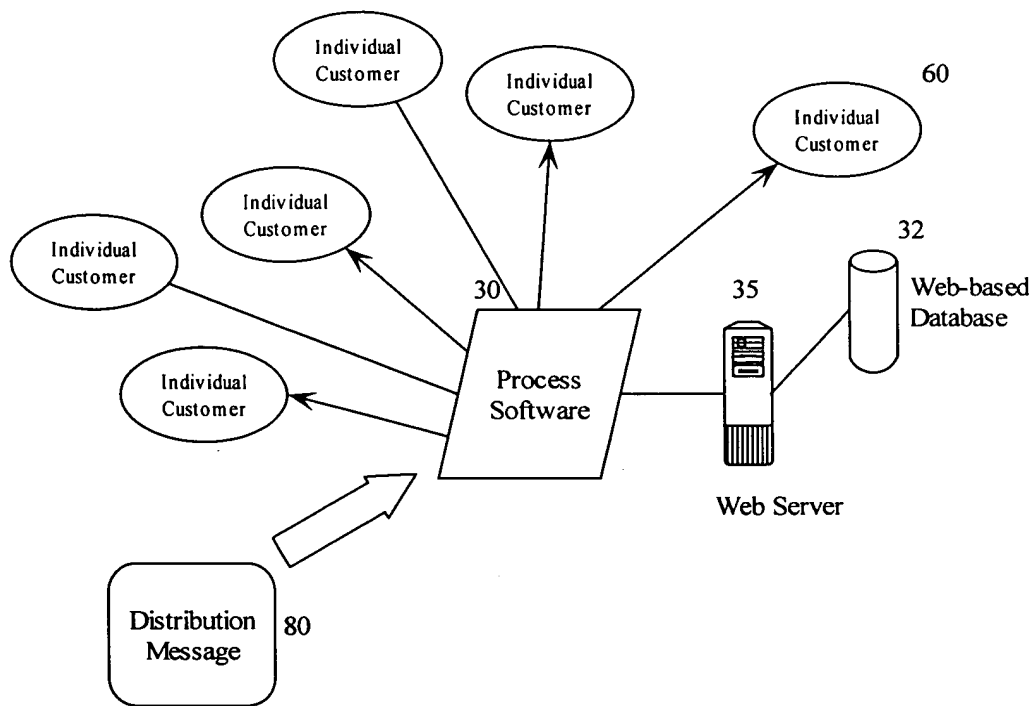 Individual
Customer
Individual
Customer
60
Individual
Customer
Individual
Customer
Individual
Customer
32
Web-based
Database
30
35
Individual
Customer
Process
Software
Web Server
Distribution
Message
80